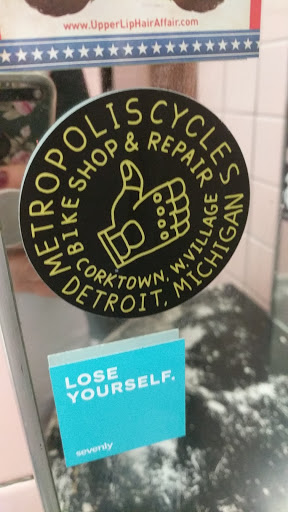 www.UpperLipHairAffair.com
METROPOLIS CYCLES
BIKE SHOP & REPAIR
CORKTOWN, W.VILLAGE
DETROIT, MICHIGAN
LOSE
YOURSELF.
sevenly